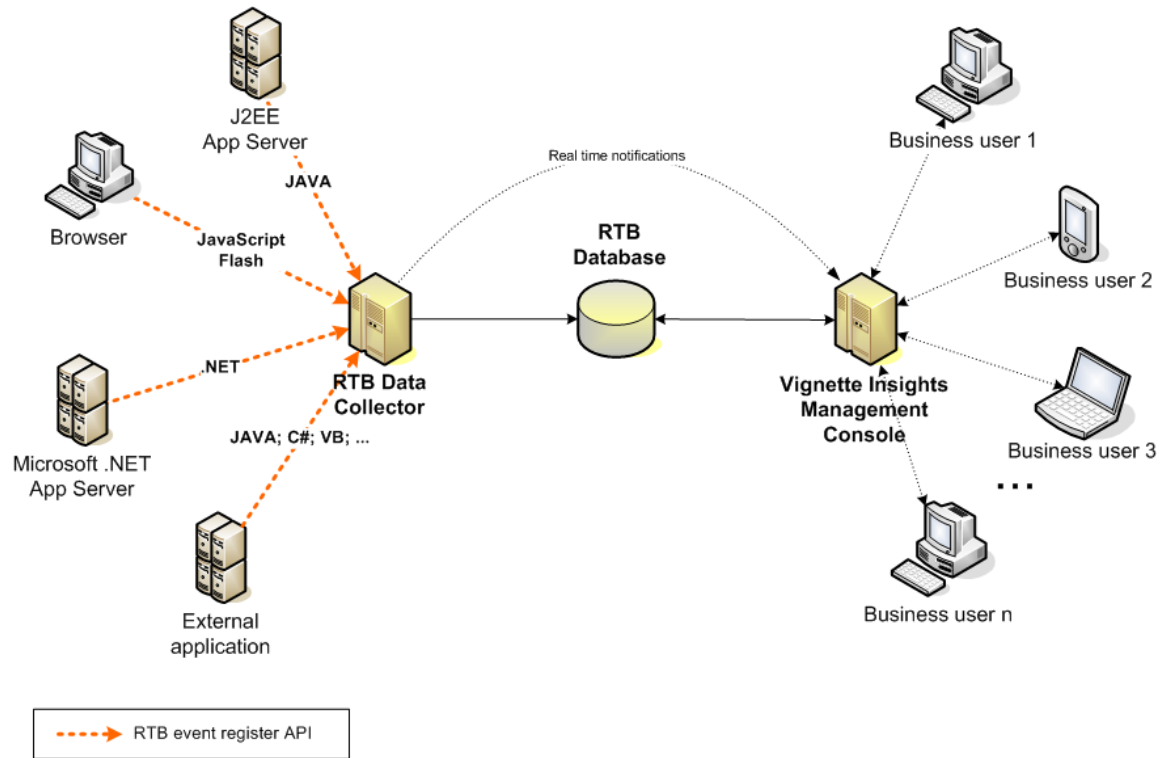 J2EE
App Server
JAVA
Browser
JavaScript
Flash
Real time notifications
RTB
Database
Business user 1
Business user 2
.NET
RTB Data
Collector
Vignette Insights
Management
Console
Business user 3
...
JAVA; C#; VB; ...
Microsoft .NET
App Server
External
application
Business user n
RTB event register API